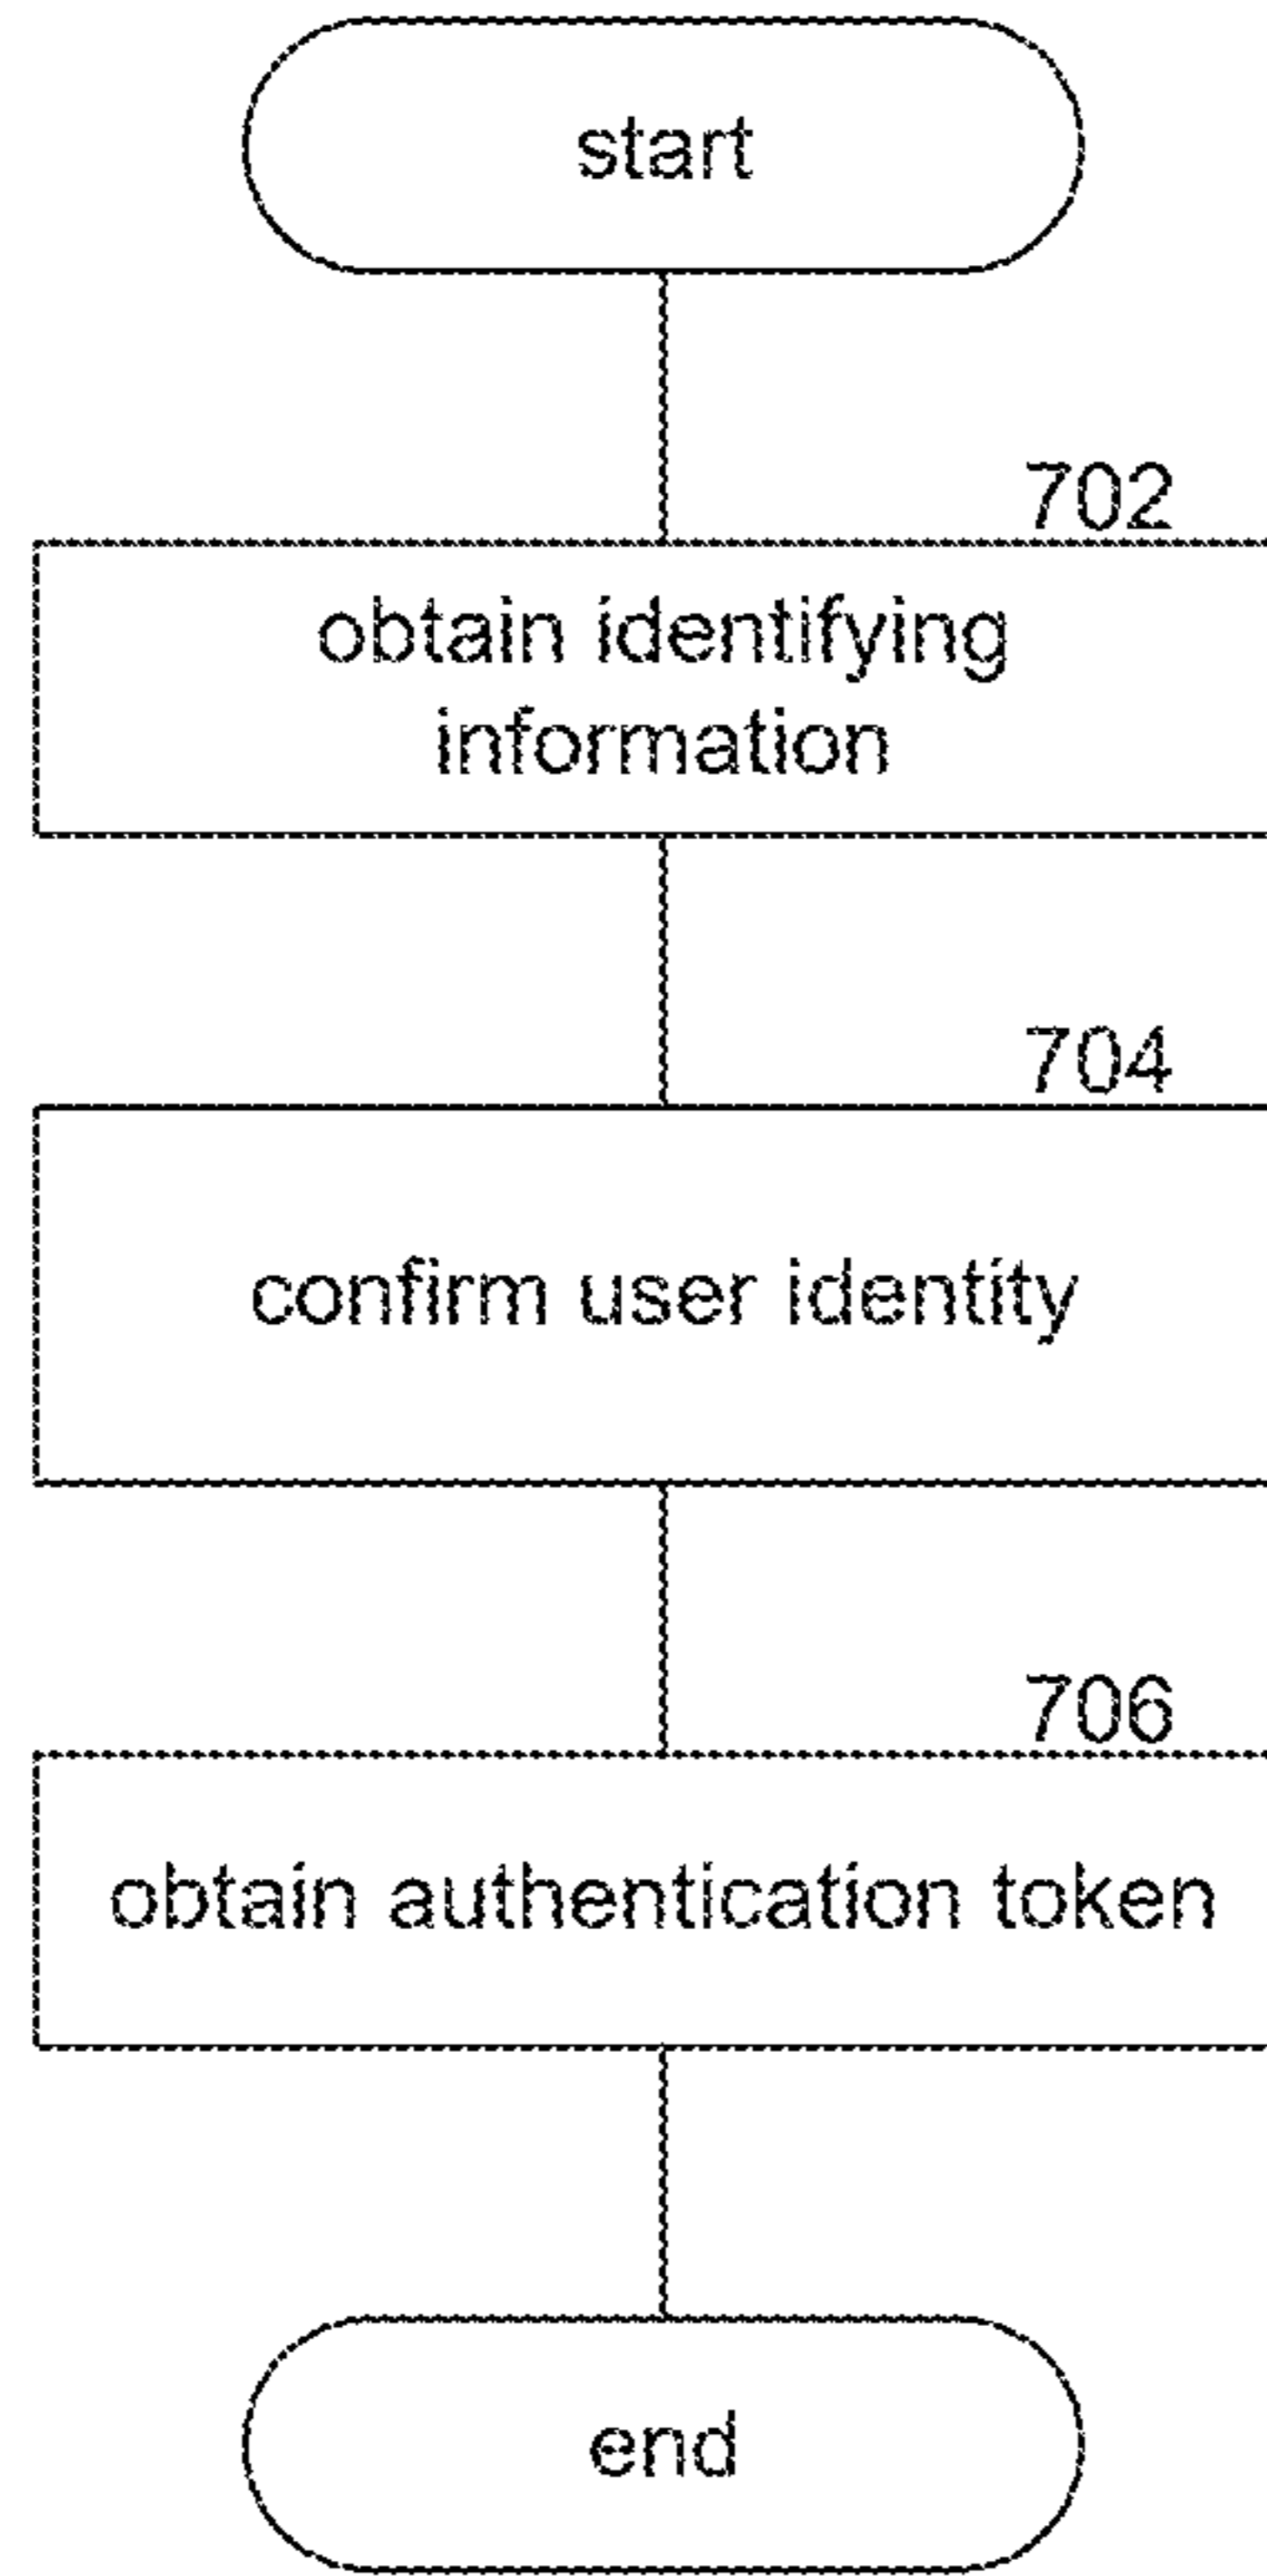 start
702
obtain identifying
information
704
confirm user identity
706
obtain authentication token
end